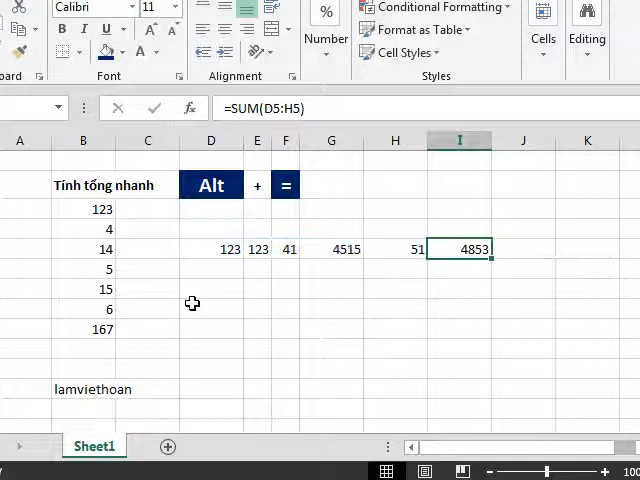 Calibri 11 A A % Conditional Formatting
B I U A Number Format as Table Cells Editing
Cell Styles
board Font Alignment Styles
fx =SUM(D5:H5)
A B C D E F G H I J K
Tính tổng nhanh Alt + =
123
4
14 123 123 41 4515 51 4853
5
15
6
167
lamviethoan
Sheet1
100